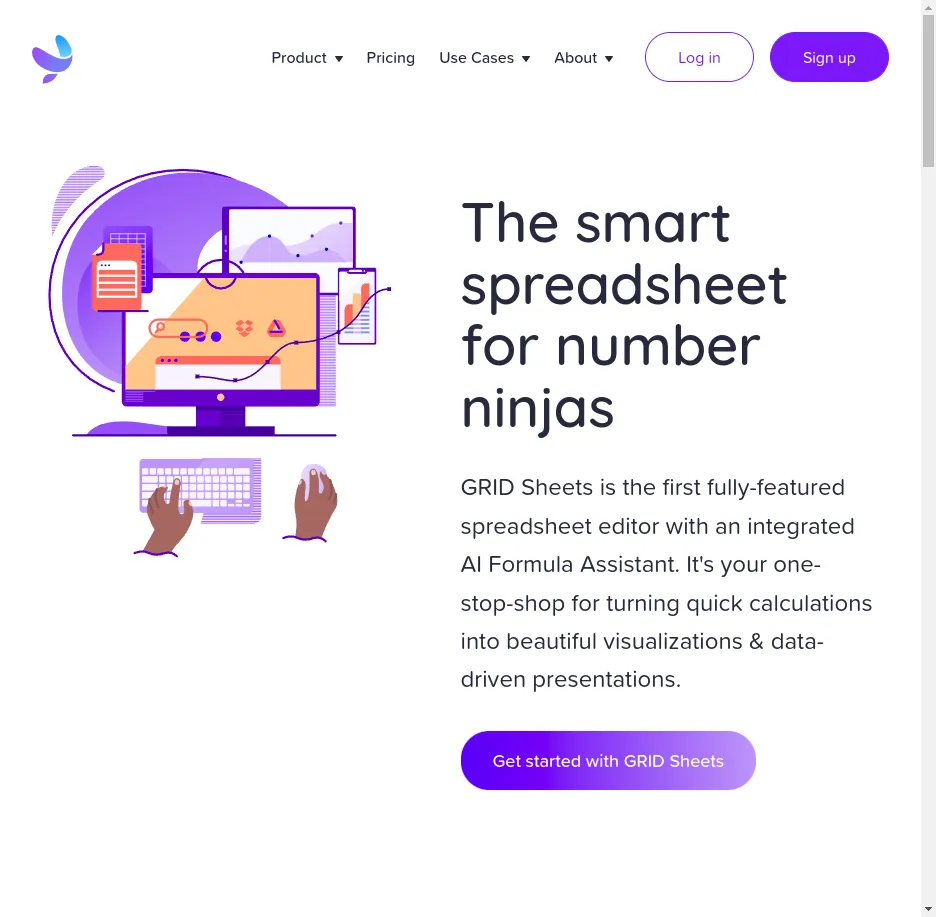 Product ▼ Pricing Use Cases ▼ About ▼ Log in Sign up
The smart
spreadsheet
for number
ninjas
GRID Sheets is the first fully-featured
spreadsheet editor with an integrated
AI Formula Assistant. It's your one-
stop-shop for turning quick calculations
into beautiful visualizations & data-
driven presentations.
Get started with GRID Sheets